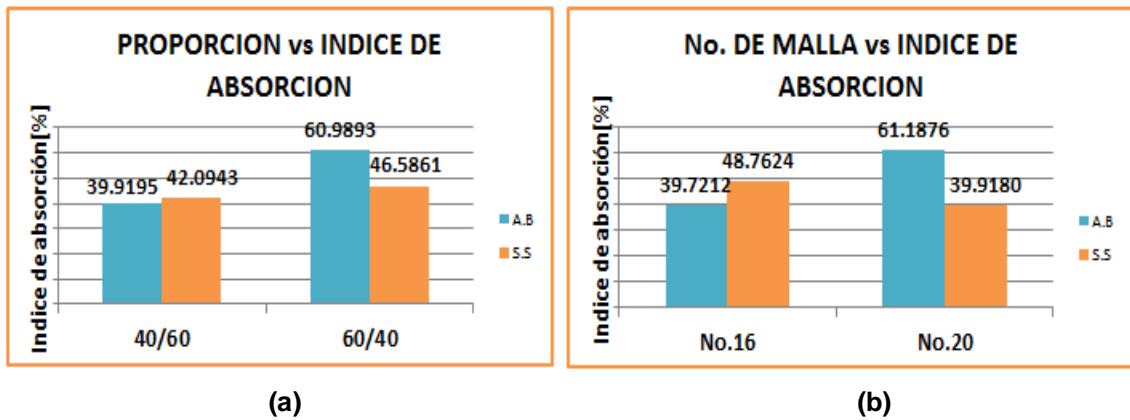 PROPORCION vs INDICE DE
ABSORCION
Indice de absorción[%]
60.9893
46.5861
39.9195
42.0943
A.B
S.S
40/60
60/40
(a)
No. DE MALLA vs INDICE DE
ABSORCION
Indice de absorción[%]
61.1876
48.7624
39.7212
39.9180
A.B
S.S
No.16
No.20
(b)